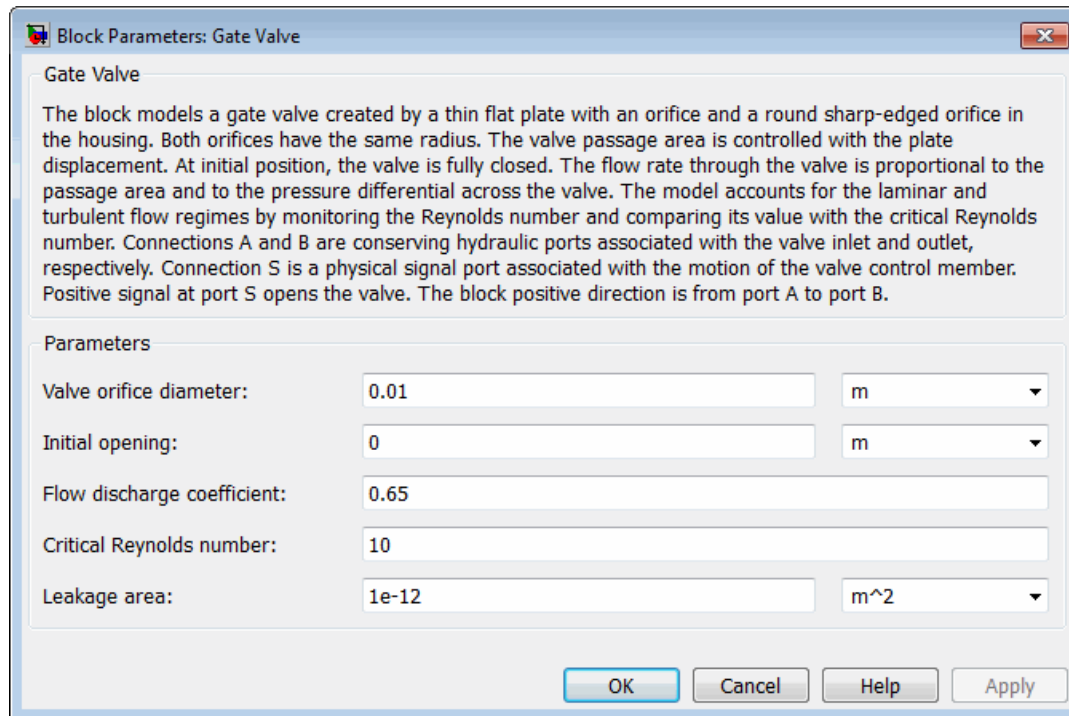 Block Parameters: Gate Valve
Gate Valve
The block models a gate valve created by a thin flat plate with an orifice and a round sharp-edged orifice in
the housing. Both orifices have the same radius. The valve passage area is controlled with the plate
displacement. At initial position, the valve is fully closed. The flow rate through the valve is proportional to the
passage area and to the pressure differential across the valve. The model accounts for the laminar and
turbulent flow regimes by monitoring the Reynolds number and comparing its value with the critical Reynolds
number. Connections A and B are conserving hydraulic ports associated with the valve inlet and outlet,
respectively. Connection S is a physical signal port associated with the motion of the valve control member.
Positive signal at port S opens the valve. The block positive direction is from port A to port B.
Parameters
Valve orifice diameter: 0.01 m
Initial opening: 0 m
Flow discharge coefficient: 0.65
Critical Reynolds number: 10
Leakage area: 1e-12 m^2
OK Cancel Help Apply